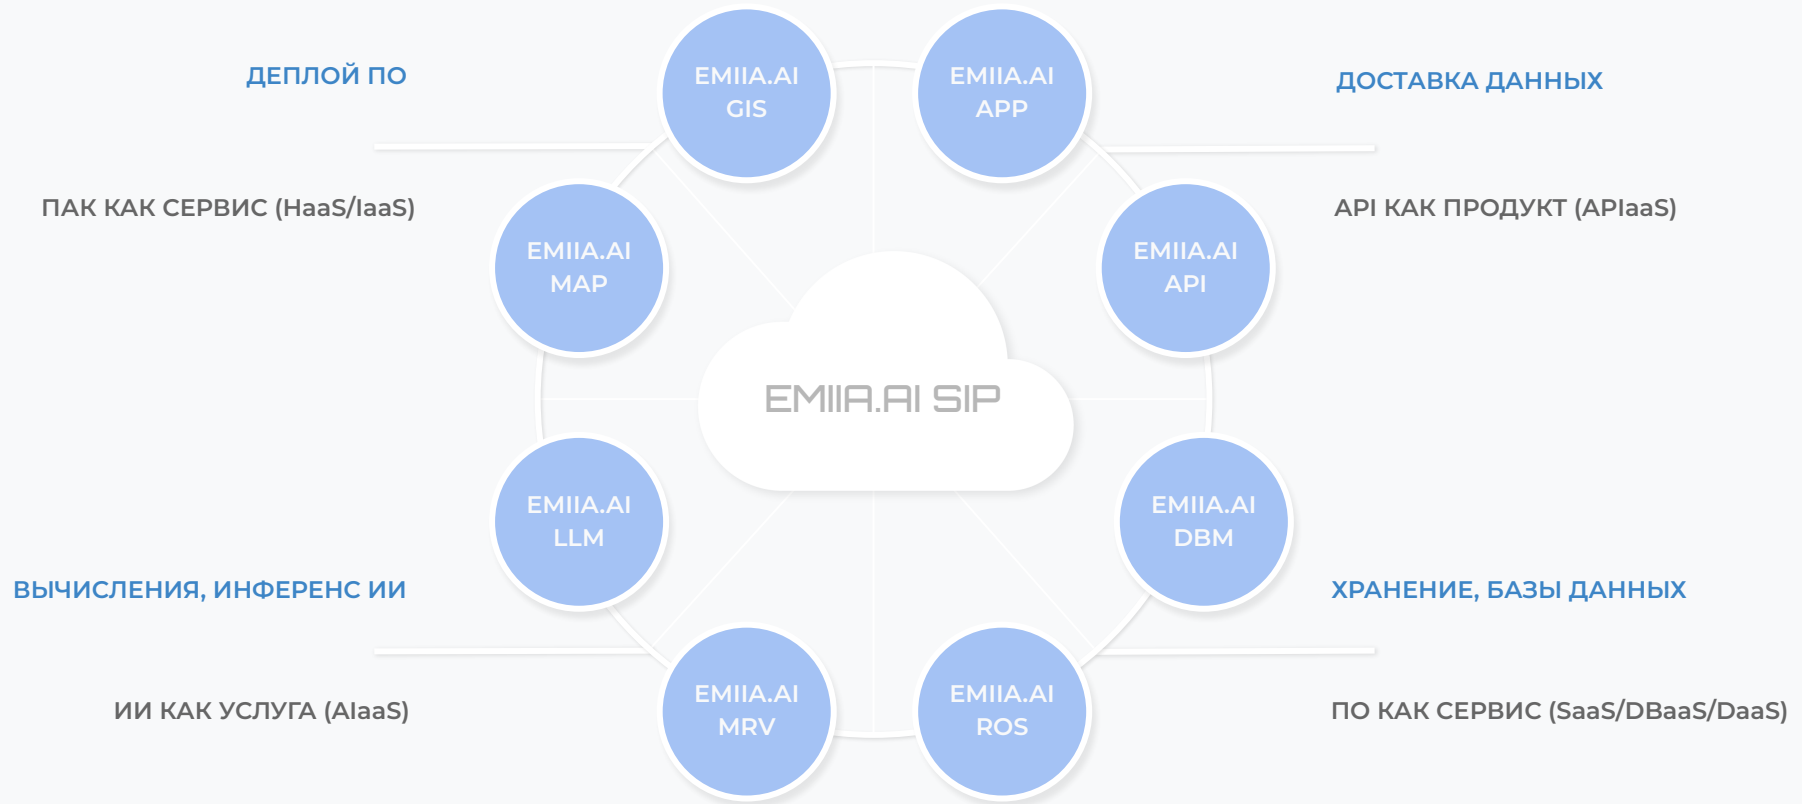 EMIIA.AI
GIS
EMIIA.AI
APP
ДЕПЛОЙ ПО
ДОСТАВКА ДАННЫХ
ПАК КАК СЕРВИС (HaaS/IaaS)
API КАК ПРОДУКТ (APIaaS)
EMIIA.AI
MAP
EMIIA.AI
API
EMIIA.AI SIP
EMIIA.AI
LLM
EMIIA.AI
DBM
ВЫЧИСЛЕНИЯ, ИНФЕРЕНС ИИ
ХРАНЕНИЕ, БАЗЫ ДАННЫХ
EMIIA.AI
MRV
EMIIA.AI
ROS
ИИ КАК УСЛУГА (AIaaS)
ПО КАК СЕРВИС (SaaS/DBaaS/DaaS)